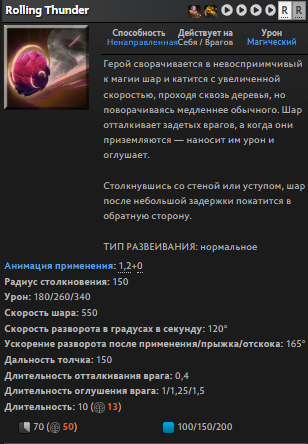 Rolling Thunder
R R
Способность
Ненаправленная
Действует на
Себя / Врагов
Урон
Магический
Герой сворачивается в невосприимчивый
к магии шар и катится с увеличенной
скоростью, проходя сквозь деревья, но
поворачиваясь медленнее обычного. Шар
отталкивает задетых врагов, а когда они
приземляются — наносит им урон и
оглушает.
Столкнувшись со стеной или уступом, шар
после небольшой задержки покатится в
обратную сторону.
ТИП РАЗВЕИВАНИЯ: нормальное
Анимация применения: 1,2+0
Радиус столкновения: 150
Урон: 180/260/340
Скорость шара: 550
Скорость разворота в градусах в секунду: 120°
Ускорение разворота после применения/прыжка/отскока: 165°
Дальность толчка: 150
Длительность отталкивания врага: 0,4
Длительность оглушения врага: 1/1,25/1,5
Длительность: 10 (13)
70 (50) 100/150/200